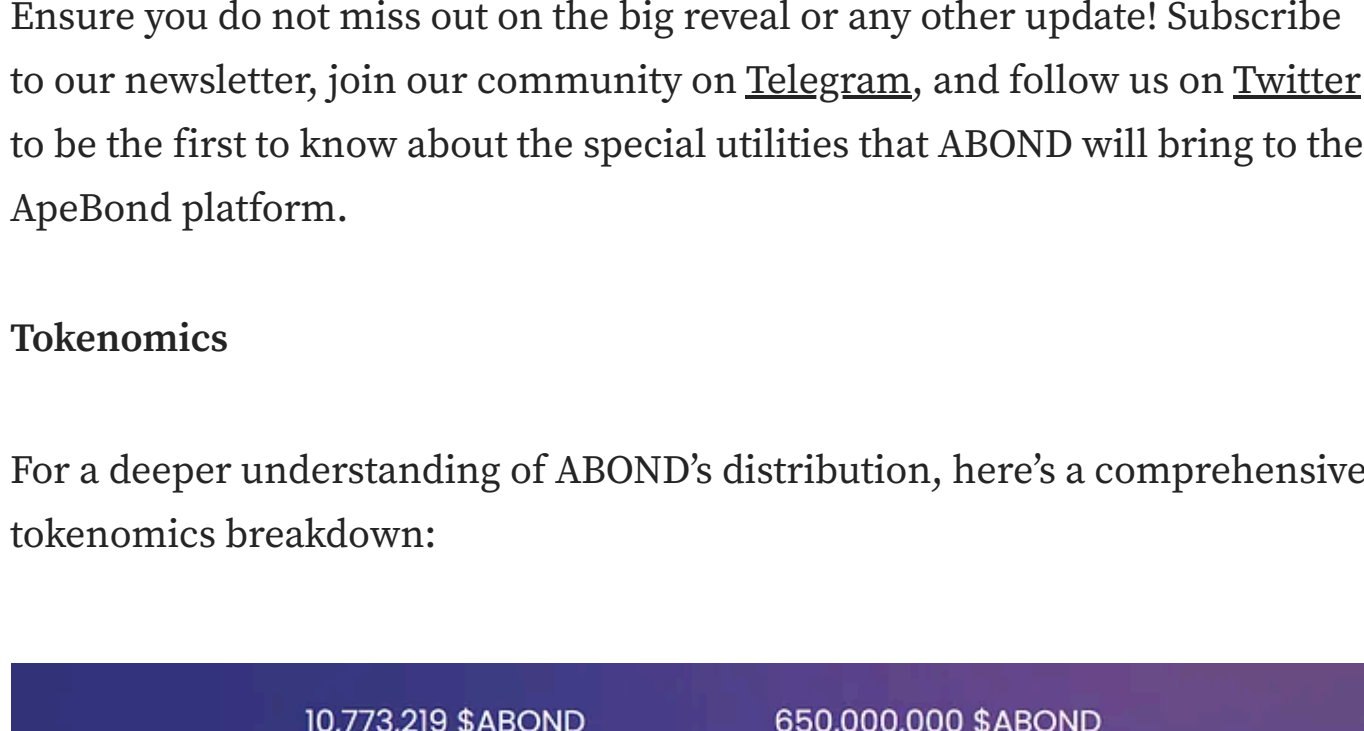 Ensure you do not miss out on the big reveal or any other update! Subscribe
to our newsletter, join our community on Telegram, and follow us on Twitter
to be the first to know about the special utilities that ABOND will bring to the
ApeBond platform.
Tokenomics
For a deeper understanding of ABOND’s distribution, here’s a comprehensive
tokenomics breakdown:
10,773,219 $ABOND
650,000,000 $ABOND